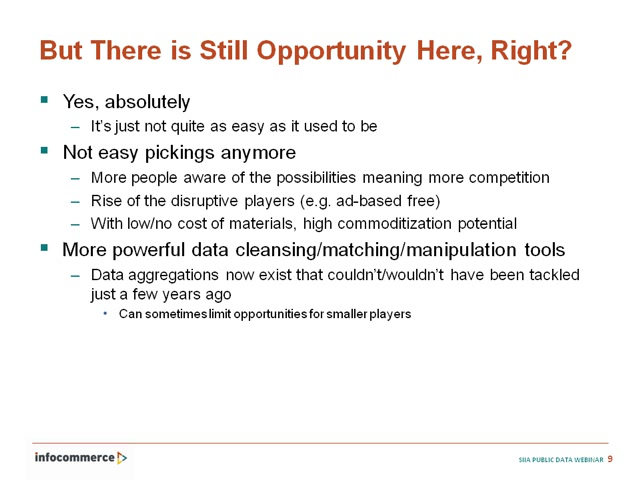 But There is Still Opportunity Here, Right?
▪ Yes, absolutely
– It's just not quite as easy as it used to be
▪ Not easy pickings anymore
– More people aware of the possibilities meaning more competition
– Rise of the disruptive players (e.g. ad-based free)
– With low/no cost of materials, high commoditization potential
▪ More powerful data cleansing/matching/manipulation tools
– Data aggregations now exist that couldn't/wouldn't have been tackled
just a few years ago
• Can sometimes limit opportunities for smaller players
infocommerce
SIIA PUBLIC DATA WEBINAR 9